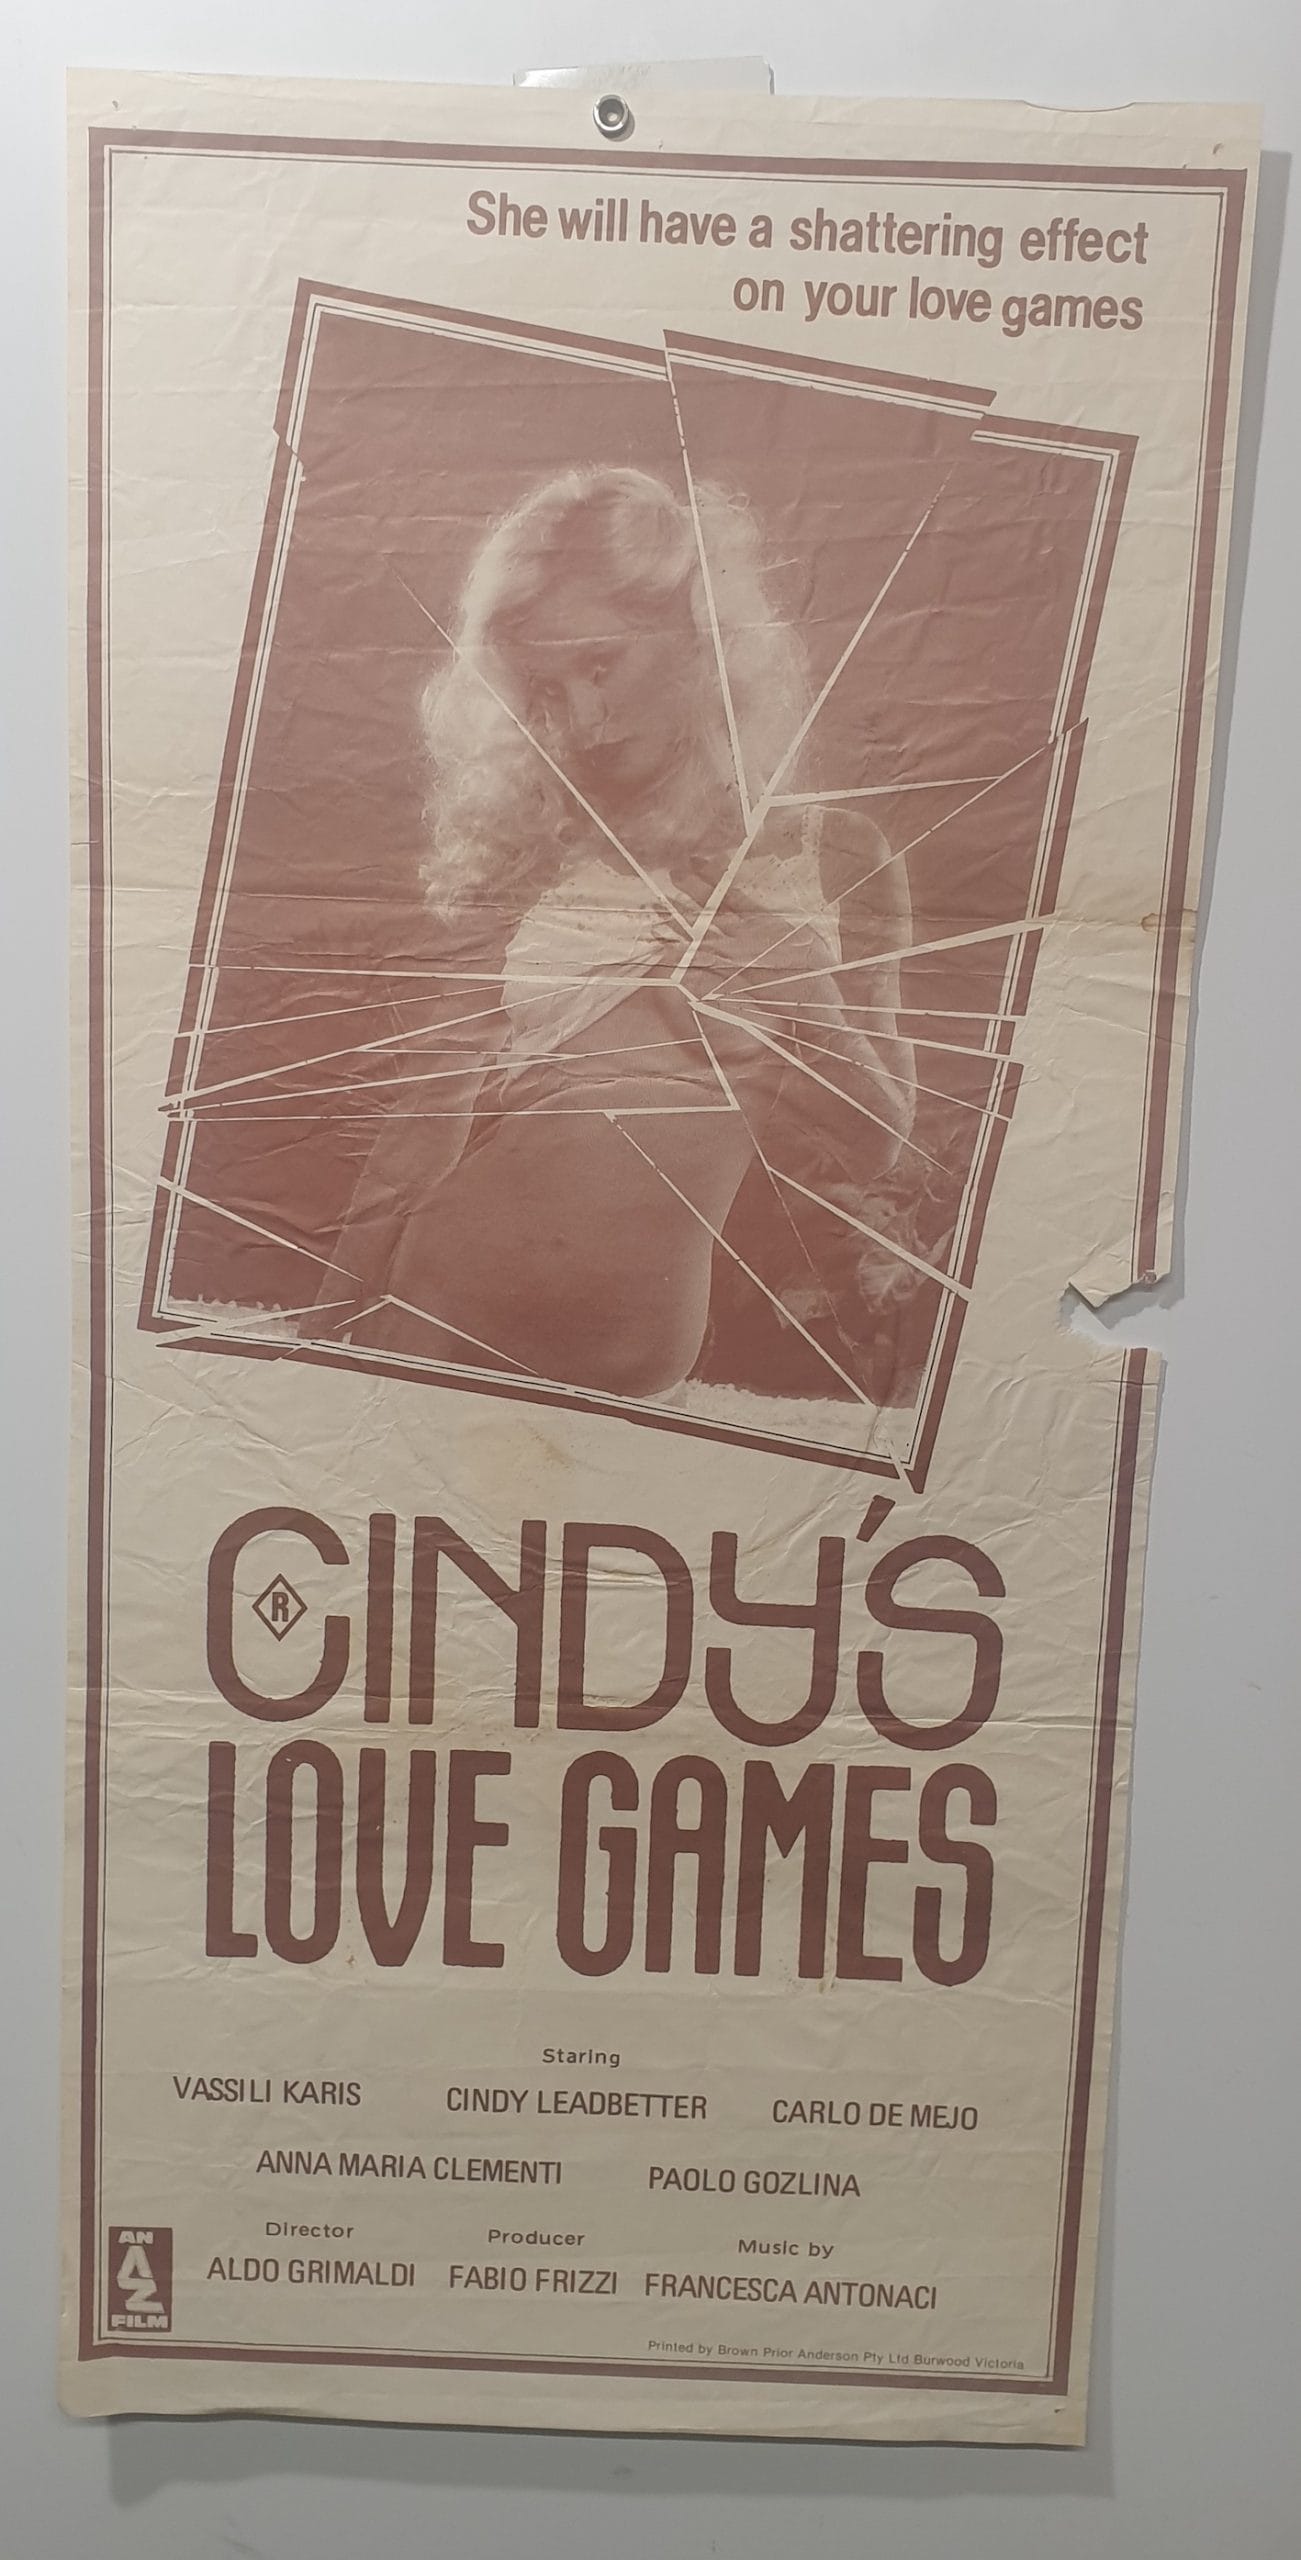 She will have a shattering effect
on your love games
CINDY'S
R
LOVE GAMES
Staring
VASSILI KARIS CINDY LEADBETTER CARLO DE MEJO
ANNA MARIA CLEMENTI PAOLO GOZLINA
Director Producer Music by
ALDO GRIMALDI FABIO FRIZZI FRANCESCA ANTONACI
AN
AZ
FILM
Printed by Brown Prior Anderson Pty Ltd Burwood Victoria